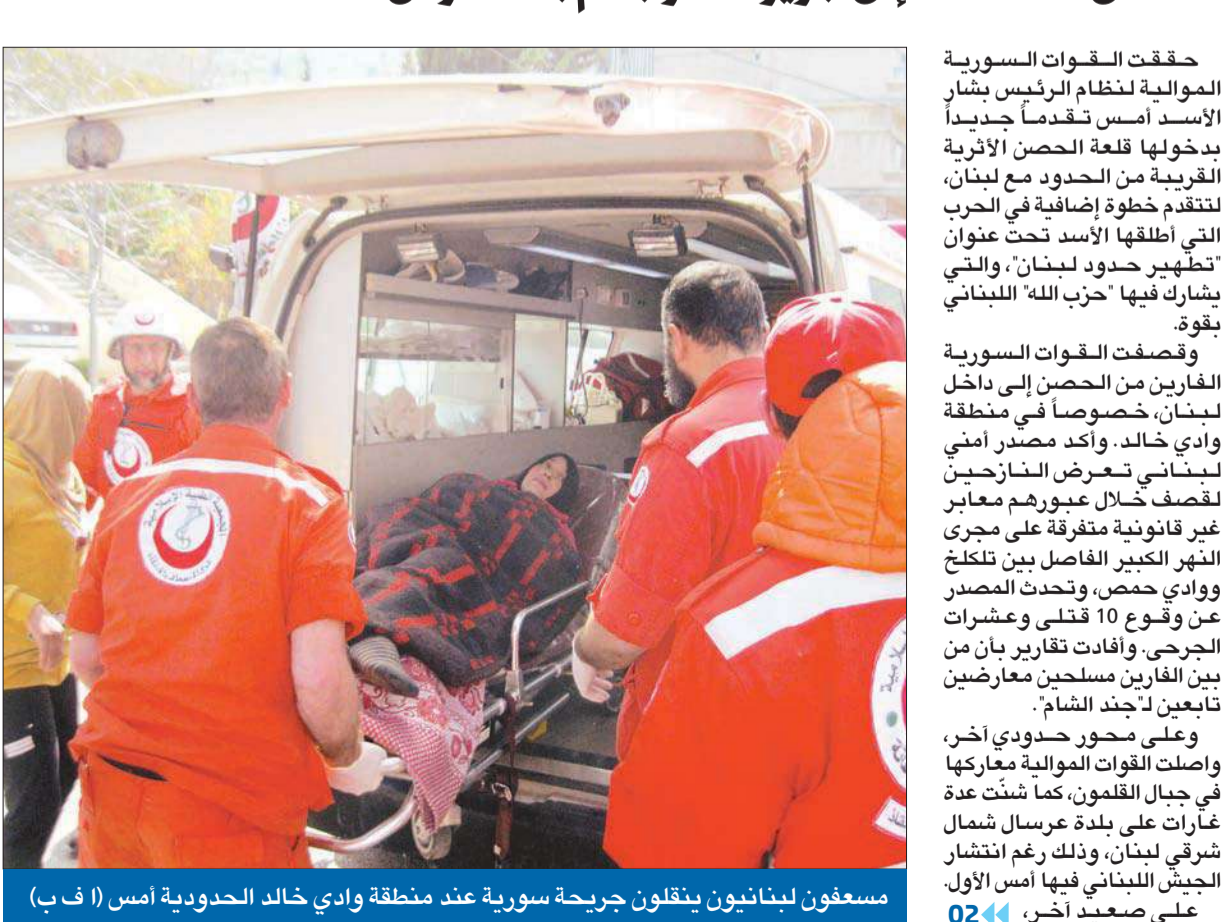 حققت القوات السورية
الموالية لنظام الرئيس بشار
الأسد أمس تقدماً جديداً
بدخولها قلعة الحصن الأثرية
القريبة من الحدود مع لبنان،
لتتقدم خطوة إضافية في الحرب
التي أطلقها الأسد تحت عنوان
"تطهير حدود لبنان"، والتي
يشارك فيها "حزب الله" اللبناني
بقوة.
وقصفت القوات السورية
الفارين من الحصن إلى داخل
لبنان، خصوصاً في منطقة
وادي خالد. وأكد مصدر أمني
لبناني تعرض النازحين
لقصف خلال عبورهم معابر
غير قانونية متفرقة على مجرى
النهر الكبير الفاصل بين تلكلخ
ووادي حمص، وتحدث المصدر
عن وقوع 10 قتلى وعشرات
الجرحى. وأفادت تقارير بأن من
بين الفارين مسلحين معارضين
تابعين لـ"جند الشام".
وعلى محور حدودي آخر،
واصلت القوات الموالية معاركها
في جبال القلمون، كما شنّت عدة
غارات على بلدة عرسال شمال
شرقي لبنان، وذلك رغم انتشار
الجيش اللبناني فيها أمس الأول.
على صعيد آخر، 02
الجمعية الطبية الإسلامية
مسعفون لبنانيون ينقلون جريحة سورية عند منطقة وادي خالد الحدودية أمس (ا ف ب)